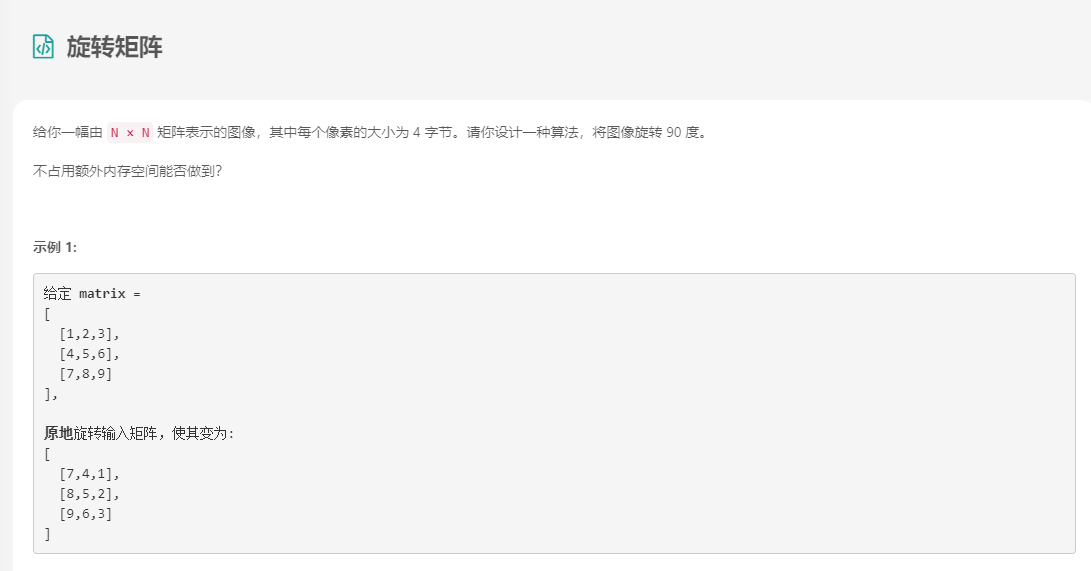 旋转矩阵
给你一幅由 N × N 矩阵表示的图像，其中每个像素的大小为 4 字节。请你设计一种算法，将图像旋转 90 度。
不占用额外内存空间能否做到？
示例 1:
给定 matrix =
[
  [1,2,3],
  [4,5,6],
  [7,8,9]
],
原地旋转输入矩阵，使其变为:
[
  [7,4,1],
  [8,5,2],
  [9,6,3]
]